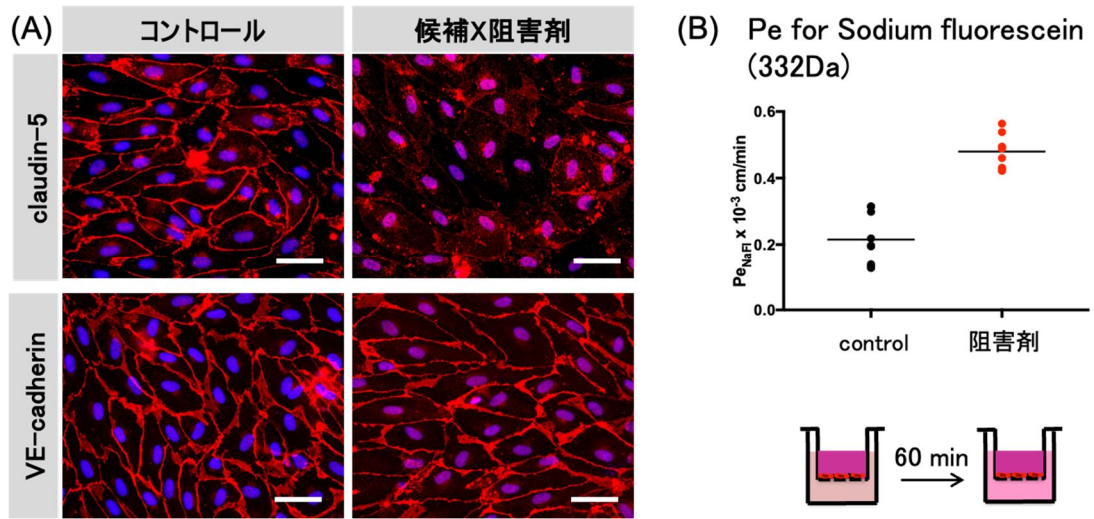 (A)
コントロール
候補X阻害剤
claudin-5
VE-cadherin
(B) Pe for Sodium fluorescein
(332Da)
Pe_NaFl x 10⁻³ cm/min
0.6
0.4
0.2
0.0
control
阻害剤
60 min